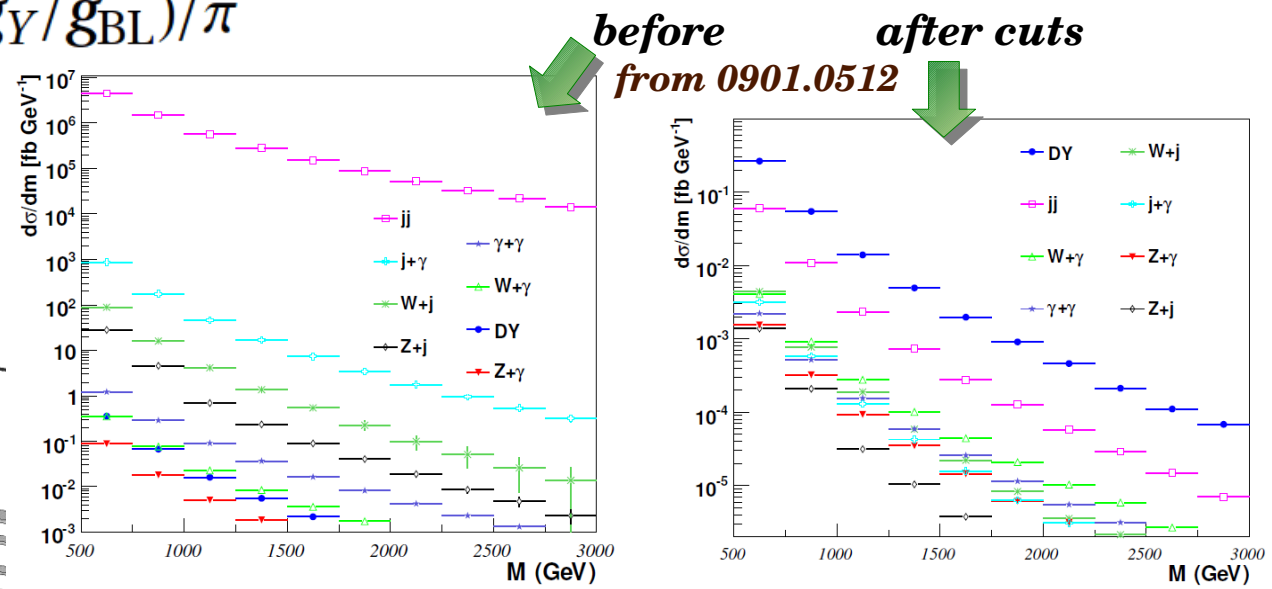 g_Y/g_BL)/π
before
after cuts
from 0901.0512
dσ/dm [fb GeV⁻¹]
10⁷
10⁶
10⁵
10⁴
10³
10²
10
1
10⁻¹
10⁻²
10⁻³
jj
j+γ
W+j
Z+j
γ+γ
W+γ
DY
Z+γ
500 1000 1500 2000 2500 3000
M (GeV)
dσ/dm [fb GeV⁻¹]
10⁻¹
10⁻²
10⁻³
10⁻⁴
10⁻⁵
DY
jj
W+γ
γ+γ
W+j
j+γ
Z+γ
Z+j
500 1000 1500 2000 2500 3000
M (GeV)